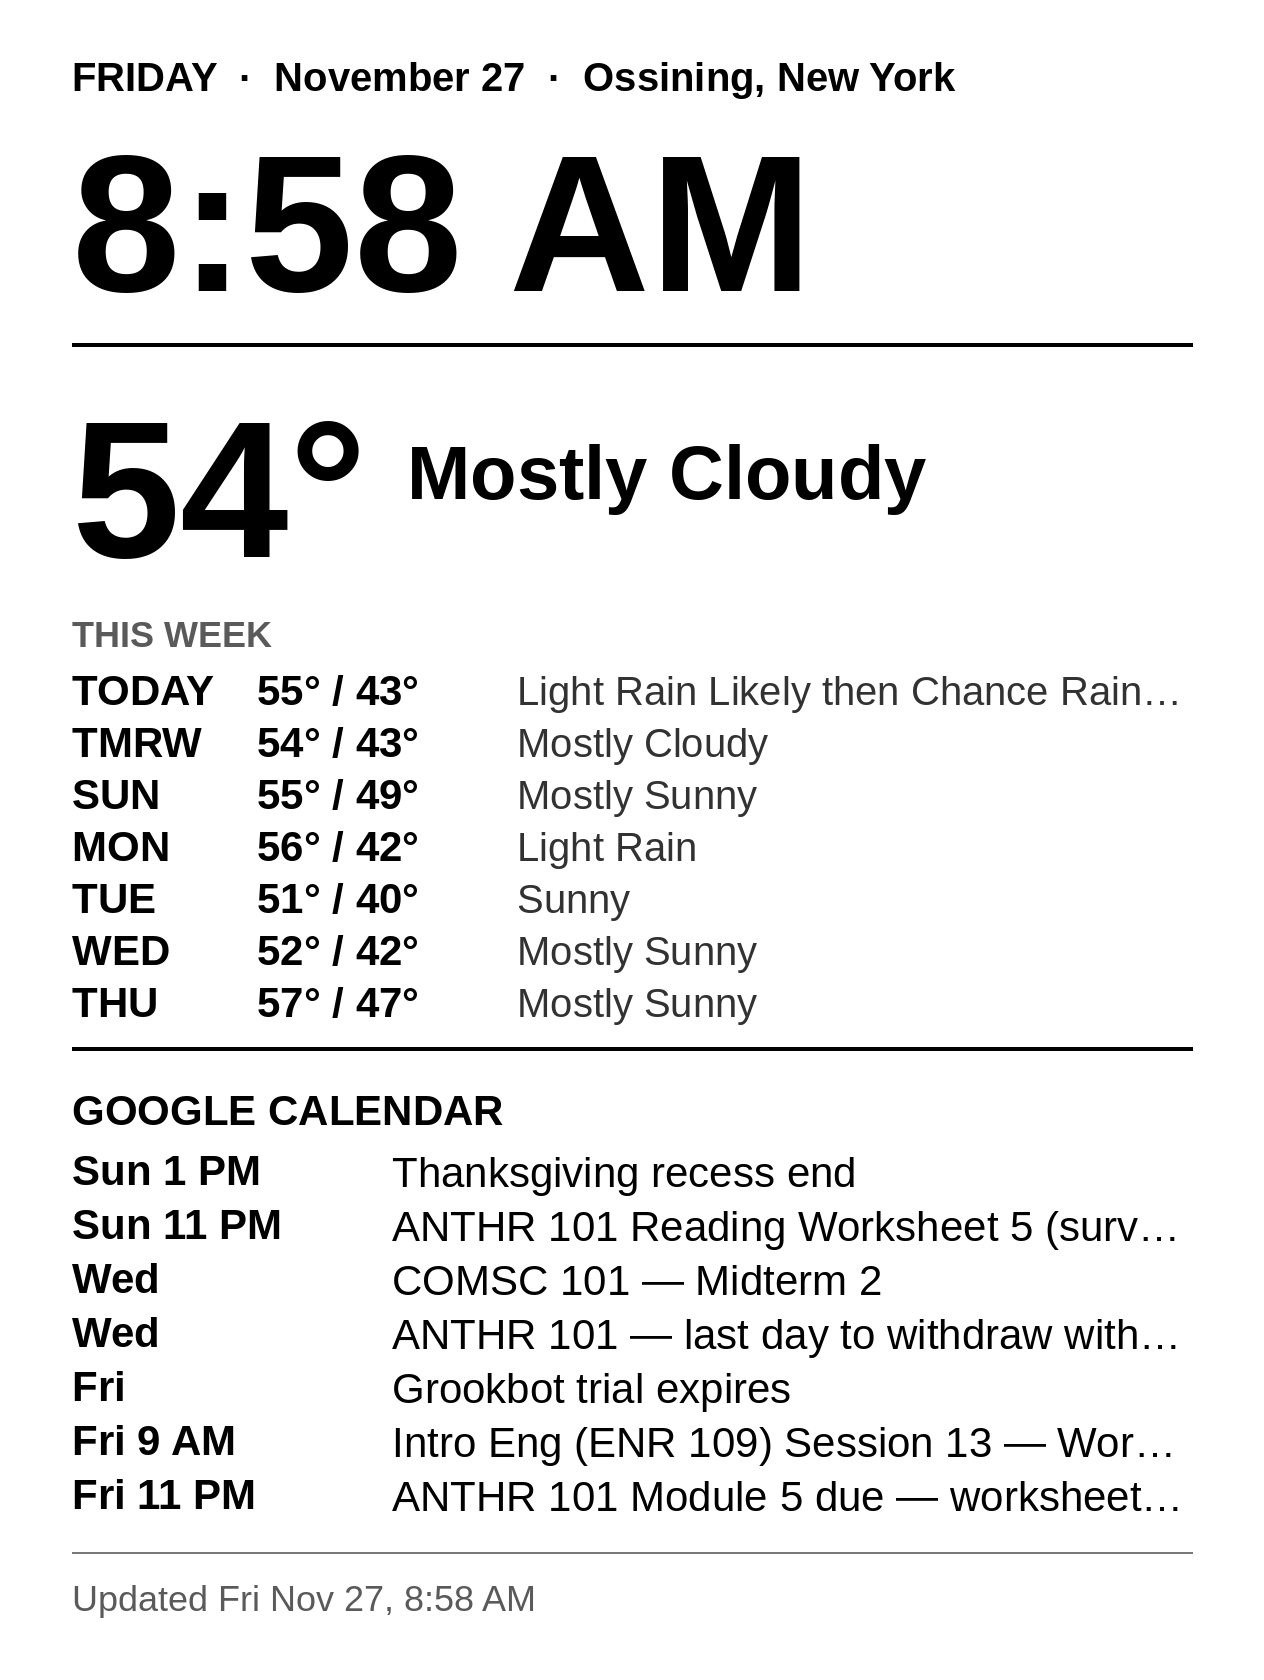 FRIDAY · November 27 · Ossining, New York
8:58 AM
54° Mostly Cloudy
THIS WEEK
TODAY 55° / 43° Light Rain Likely then Chance Rain…
TMRW 54° / 43° Mostly Cloudy
SUN 55° / 49° Mostly Sunny
MON 56° / 42° Light Rain
TUE 51° / 40° Sunny
WED 52° / 42° Mostly Sunny
THU 57° / 47° Mostly Sunny
GOOGLE CALENDAR
Sun 1 PM Thanksgiving recess end
Sun 11 PM ANTHR 101 Reading Worksheet 5 (surv…
Wed COMSC 101 — Midterm 2
Wed ANTHR 101 — last day to withdraw with…
Fri Grookbot trial expires
Fri 9 AM Intro Eng (ENR 109) Session 13 — Wor…
Fri 11 PM ANTHR 101 Module 5 due — worksheet…
Updated Fri Nov 27, 8:58 AM